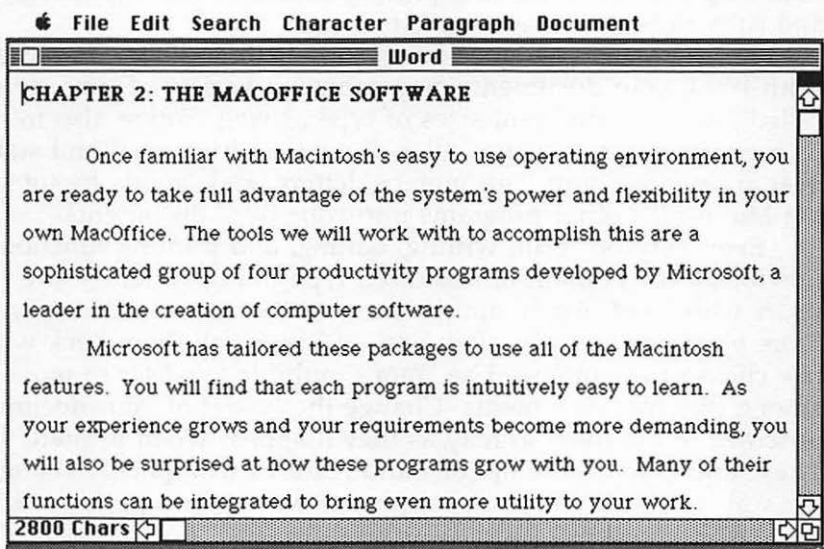 File Edit Search Character Paragraph Document
Word
CHAPTER 2: THE MACOFFICE SOFTWARE
Once familiar with Macintosh's easy to use operating environment, you
are ready to take full advantage of the system's power and flexibility in your
own MacOffice. The tools we will work with to accomplish this are a
sophisticated group of four productivity programs developed by Microsoft, a
leader in the creation of computer software.
Microsoft has tailored these packages to use all of the Macintosh
features. You will find that each program is intuitively easy to learn. As
your experience grows and your requirements become more demanding, you
will also be surprised at how these programs grow with you. Many of their
functions can be integrated to bring even more utility to your work.
2800 Chars